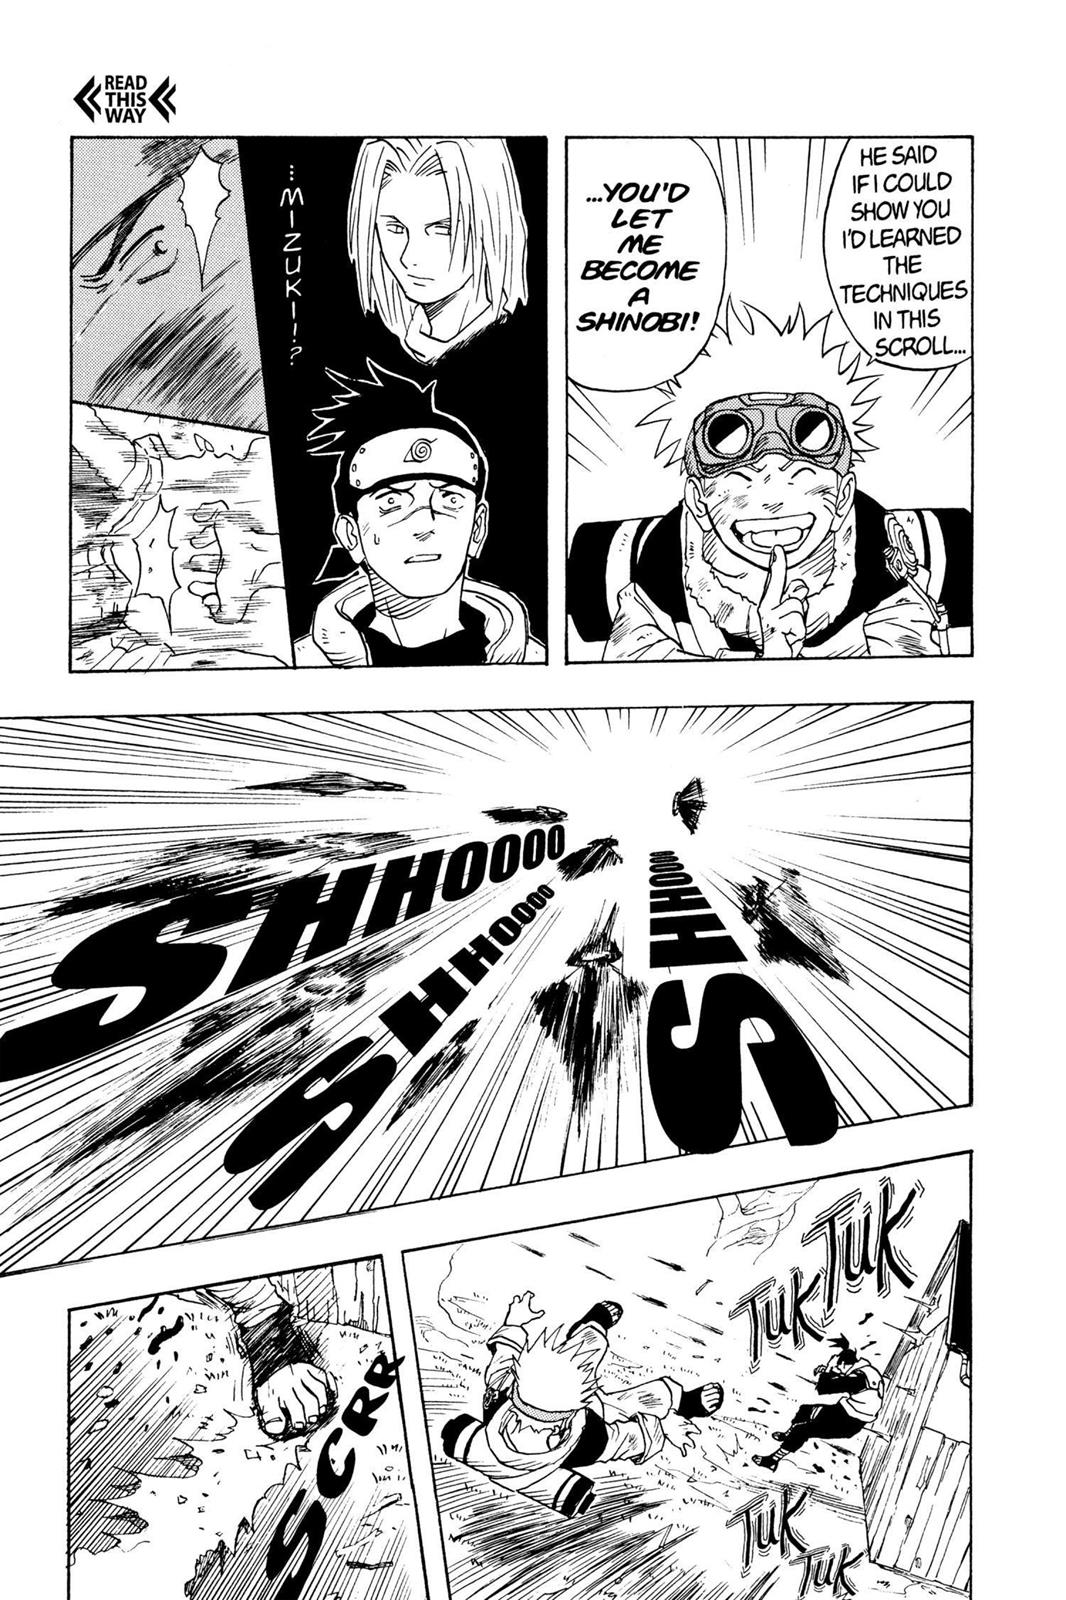 READ
THIS
WAY
HE SAID
IF I COULD
SHOW YOU
I'D LEARNED
THE
TECHNIQUES
IN THIS
SCROLL...
...YOU'D
LET
ME
BECOME
A
SHINOBI!
...MIZUKI!?
SHHOOOO
SHHOOOO
SHHOOO
TUK
TUK
TUK
TUK
SCRR